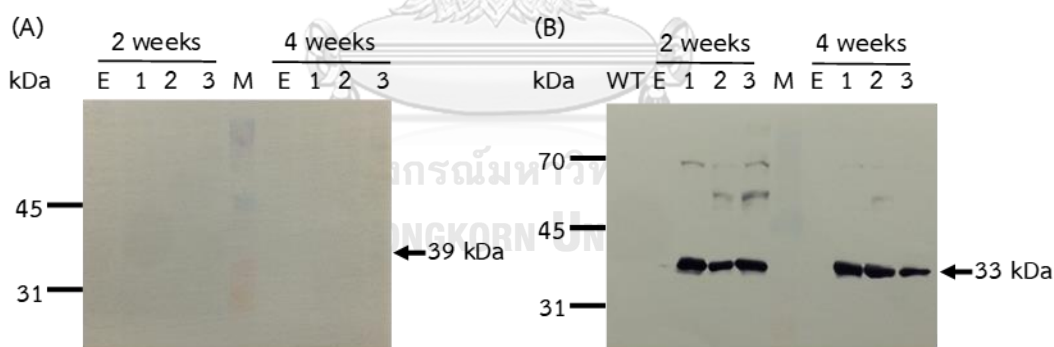 (A)
2 weeks 4 weeks
kDa E 1 2 3 M E 1 2 3
45
31
39 kDa
(B)
2 weeks 4 weeks
kDa WT E 1 2 3 M E 1 2 3
70
45
31
33 kDa